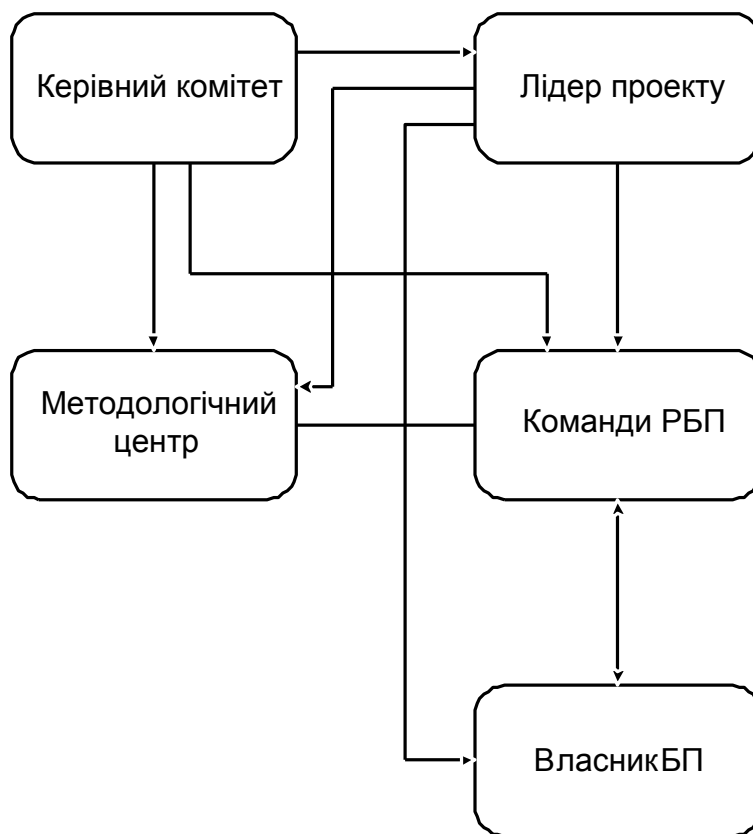 Керівний комітет
Лідер проекту
Методологічний
центр
Команди РБП
ВласникБП